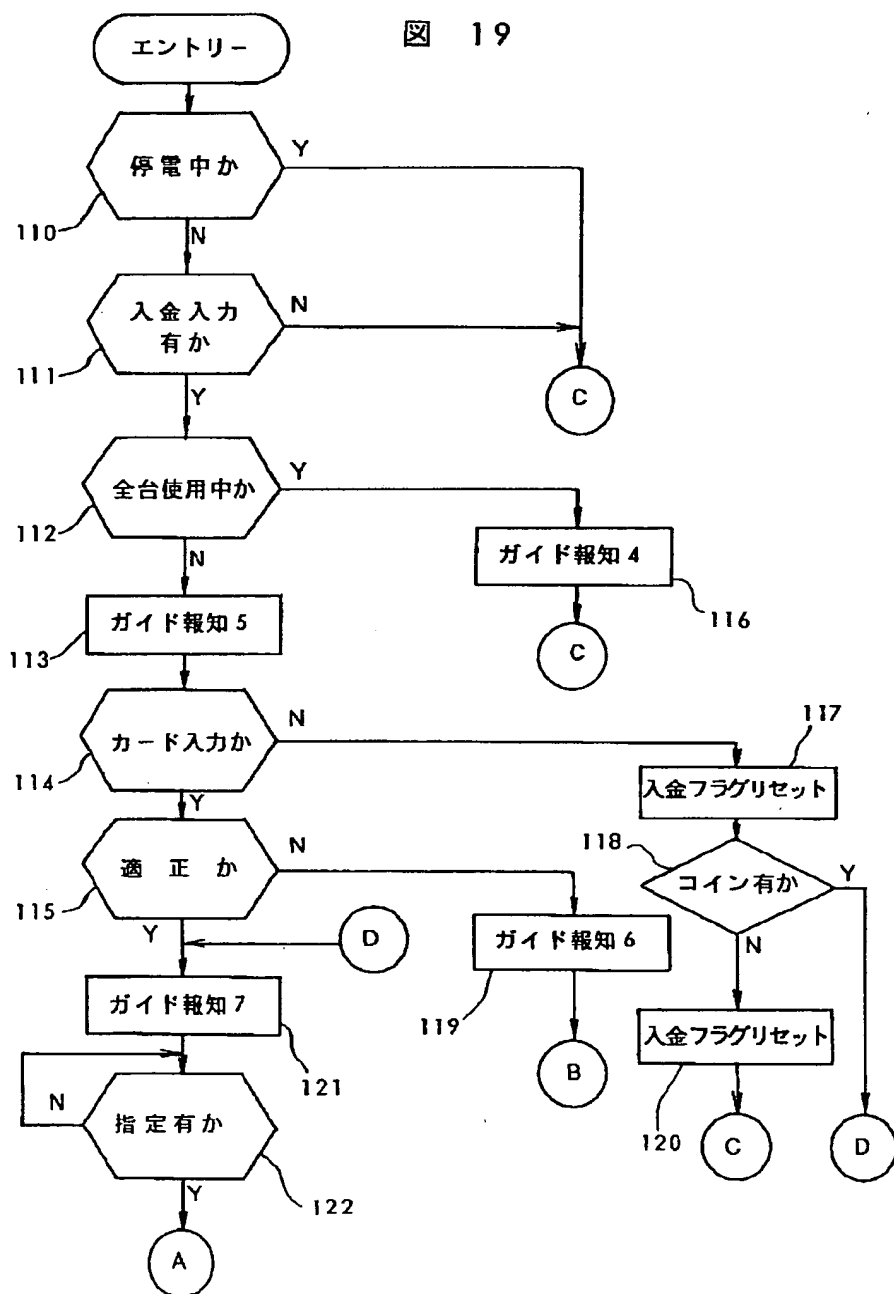 図 19
エントリー
停電中か
Y
110
N
入金入力
有か
N
111
Y
C
全台使用中か
Y
112
N
ガイド報知4
116
C
ガイド報知5
113
カード入力か
N
114
Y
117
入金フラグリセット
118
コイン有か
Y
N
適正か
N
115
Y
D
ガイド報知6
119
B
ガイド報知7
121
入金フラグリセット
120
C
D
N
指定有か
122
Y
A